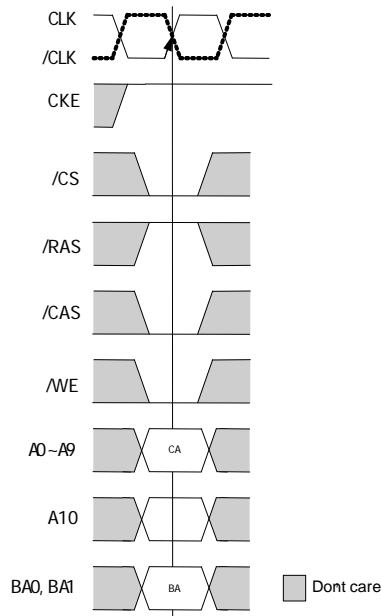 CLK
/CLK
CKE
/CS
/RAS
/CAS
/WE
A0~A9
CA
A10
BA0, BA1
BA
Dont care